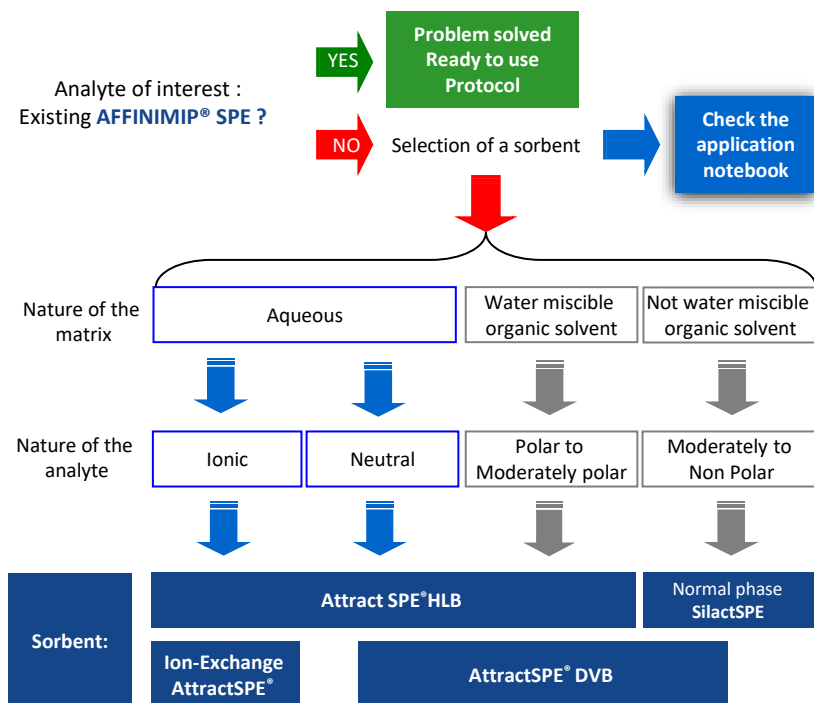 Problem solved
Ready to use
Protocol
YES
Analyte of interest :
Existing AFFINIMIP® SPE ?
NO
Selection of a sorbent
Check the
application
notebook
Nature of the
matrix
Aqueous
Water miscible
organic solvent
Not water miscible
organic solvent
Nature of the
analyte
Ionic
Neutral
Polar to
Moderately polar
Moderately to
Non Polar
Sorbent:
Attract SPE®HLB
Normal phase
SilactSPE
Ion-Exchange
AttractSPE®
AttractSPE® DVB